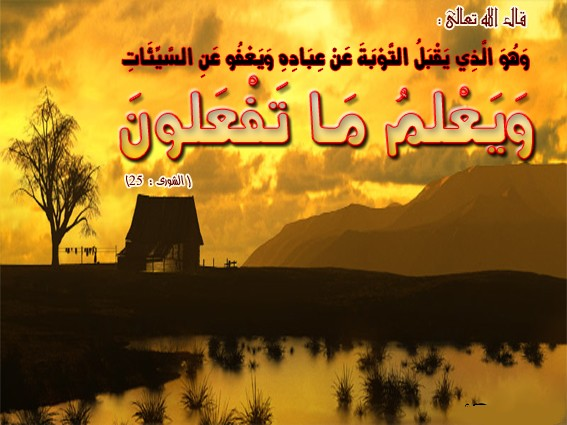 قال الله تعالى :
وَهُوَ الَّذِي يَقْبَلُ التَّوْبَةَ عَنْ عِبَادِهِ وَيَعْفُو عَنِ السَّيِّئَاتِ
وَيَعْلَمُ مَا تَفْعَلُونَ
( الشورى : 25)